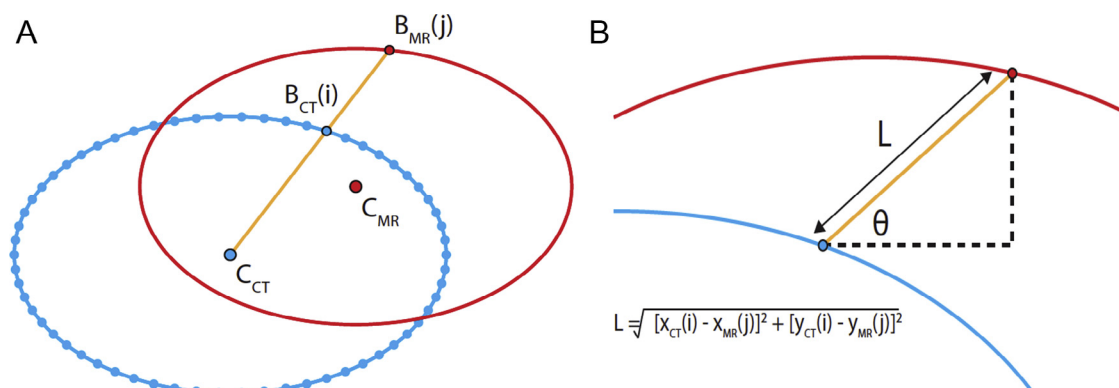 A
B_MR(j)
B_CT(i)
C_MR
C_CT
B
L
θ
L = √[x_CT(i) - x_MR(j)]² + [y_CT(i) - y_MR(j)]²